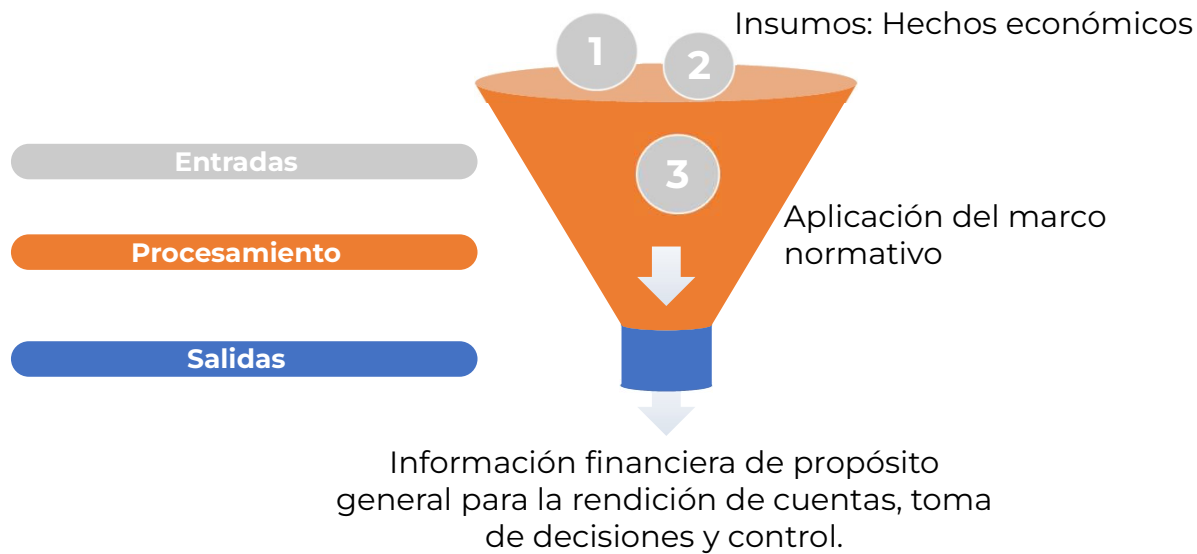 Insumos: Hechos económicos
1
2
Entradas
3
Aplicación del marco
normativo
Procesamiento
Salidas
Información financiera de propósito
general para la rendición de cuentas, toma
de decisiones y control.